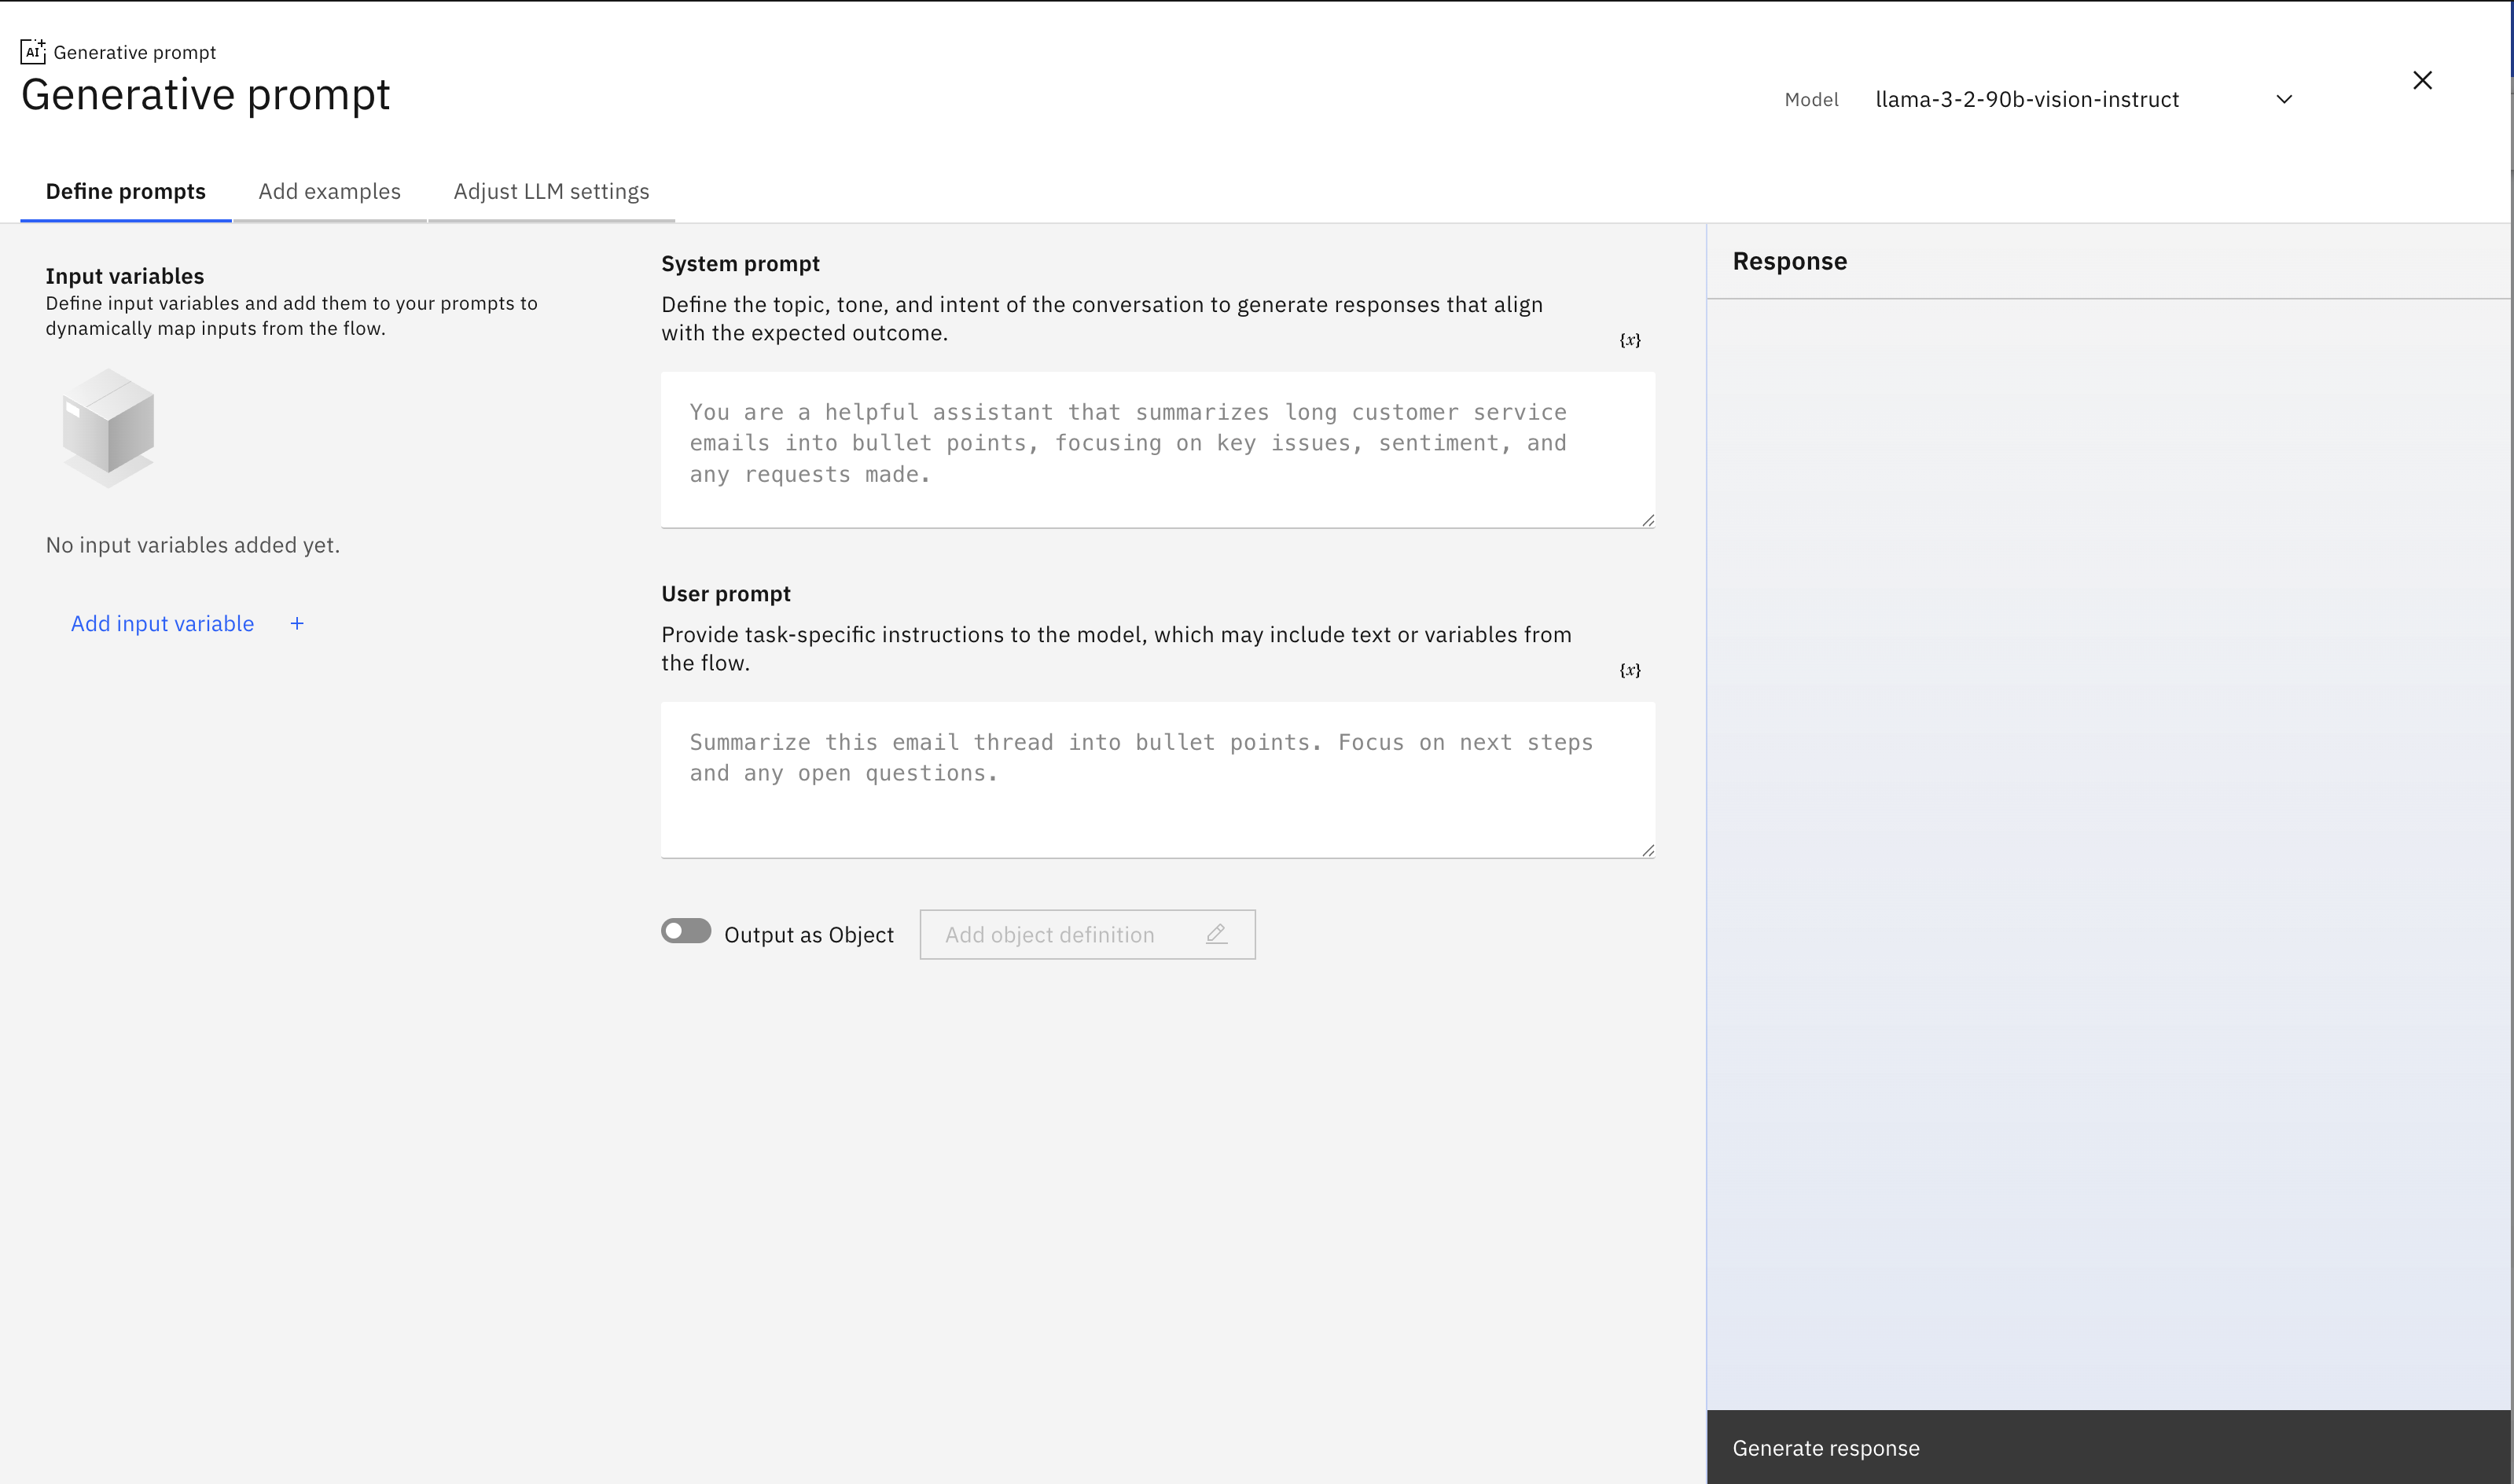 AI Generative prompt
Generative prompt
Model llama-3-2-90b-vision-instruct
Define prompts Add examples Adjust LLM settings
Input variables
Define input variables and add them to your prompts to
dynamically map inputs from the flow.
No input variables added yet.
Add input variable +
System prompt
Define the topic, tone, and intent of the conversation to generate responses that align
with the expected outcome.
{x}
You are a helpful assistant that summarizes long customer service
emails into bullet points, focusing on key issues, sentiment, and
any requests made.
User prompt
Provide task-specific instructions to the model, which may include text or variables from
the flow.
{x}
Summarize this email thread into bullet points. Focus on next steps
and any open questions.
Output as Object Add object definition
Response
Generate response